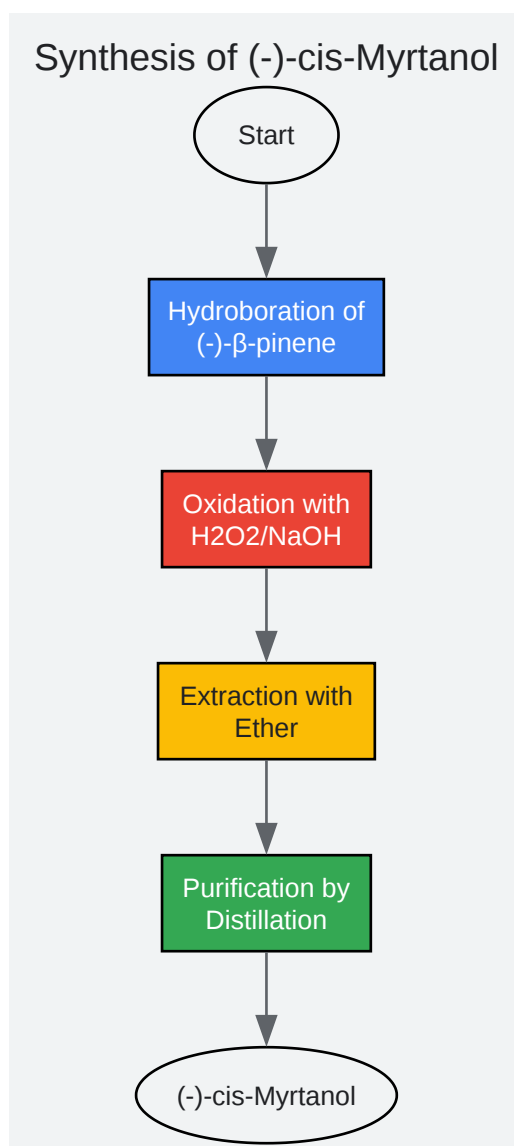 Synthesis of (-)-cis-Myrtanol
Start
Hydroboration of
(-)-β-pinene
Oxidation with
H2O2/NaOH
Extraction with
Ether
Purification by
Distillation
(-)-cis-Myrtanol